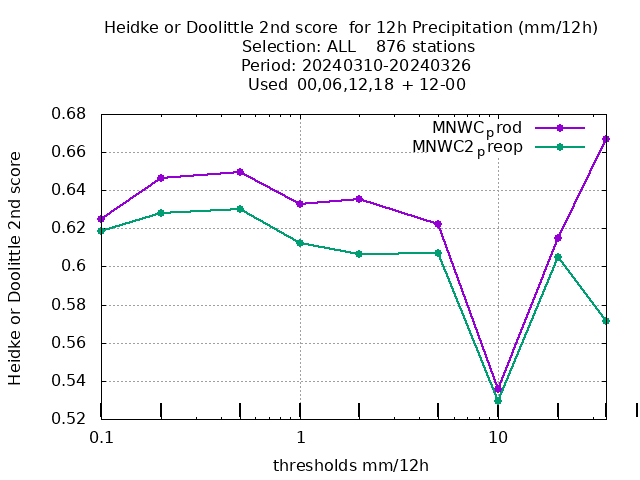 Heidke or Doolittle 2nd score  for 12h Precipitation (mm/12h)
Selection: ALL    876 stations
Period: 20240310-20240326
Used  00,06,12,18  + 12-00
MNWCprod
MNWC2preop
0.68
0.66
0.64
0.62
0.6
0.58
0.56
0.54
0.52
Heidke or Doolittle 2nd score
0.1
1
10
thresholds mm/12h